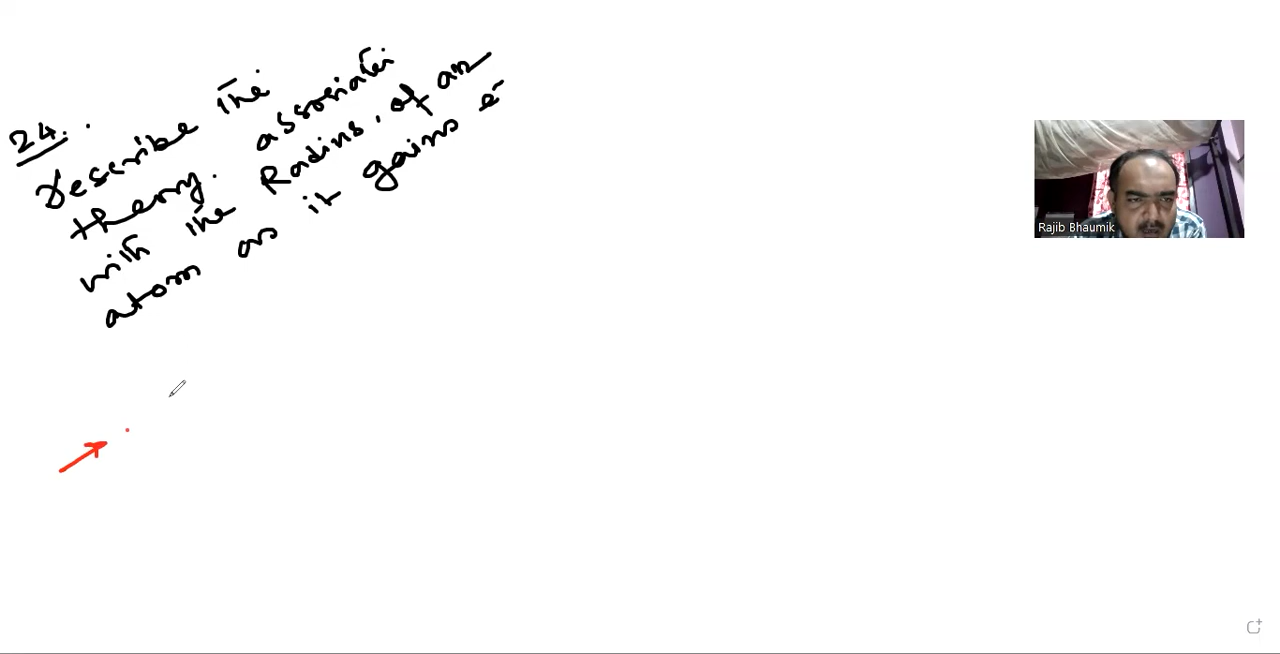 24.
Describe the
theory. associated
with the Radius, of an
atom as it gains e-
Rajib Bhaumik